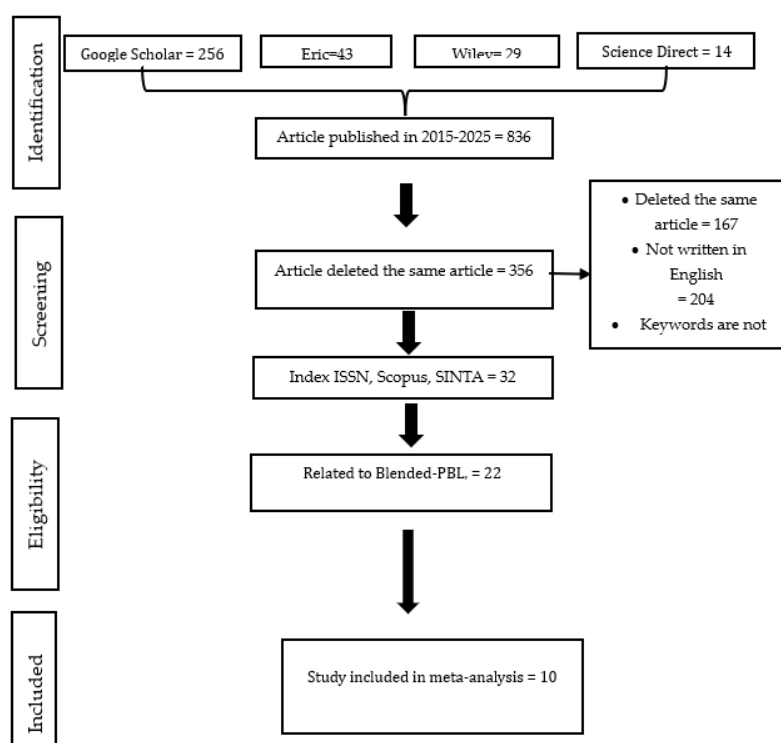 Identification
Google Scholar = 256
Eric=43
Wiley= 29
Science Direct = 14
Article published in 2015-2025 = 836
Screening
Article deleted the same article = 356
• Deleted the same
article = 167
• Not written in
English
= 204
• Keywords are not
Index ISSN, Scopus, SINTA = 32
Eligibility
Related to Blended-PBL, = 22
Included
Study included in meta-analysis = 10